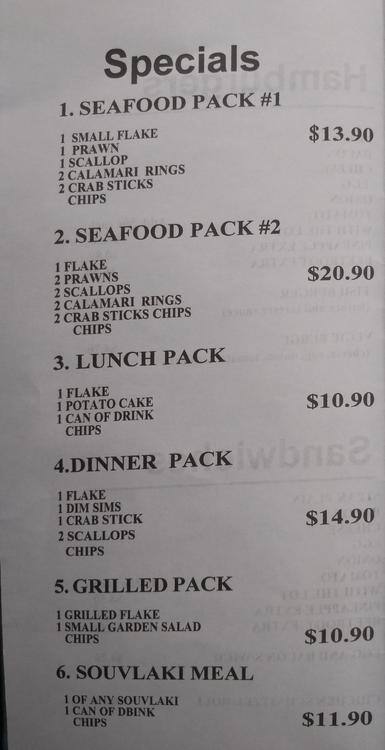 Specials
1. SEAFOOD PACK #1
1 SMALL FLAKE $13.90
1 PRAWN
1 SCALLOP
2 CALAMARI RINGS
2 CRAB STICKS
CHIPS
2. SEAFOOD PACK #2
1 FLAKE $20.90
2 PRAWNS
2 SCALLOPS
2 CALAMARI RINGS
2 CRAB STICKS CHIPS
CHIPS
3. LUNCH PACK
1 FLAKE $10.90
1 POTATO CAKE
1 CAN OF DRINK
CHIPS
4.DINNER PACK
1 FLAKE
1 DIM SIMS
1 CRAB STICK $14.90
2 SCALLOPS
CHIPS
5. GRILLED PACK
1 GRILLED FLAKE
1 SMALL GARDEN SALAD
CHIPS $10.90
6. SOUVLAKI MEAL
1 OF ANY SOUVLAKI
1 CAN OF DBINK
CHIPS $11.90